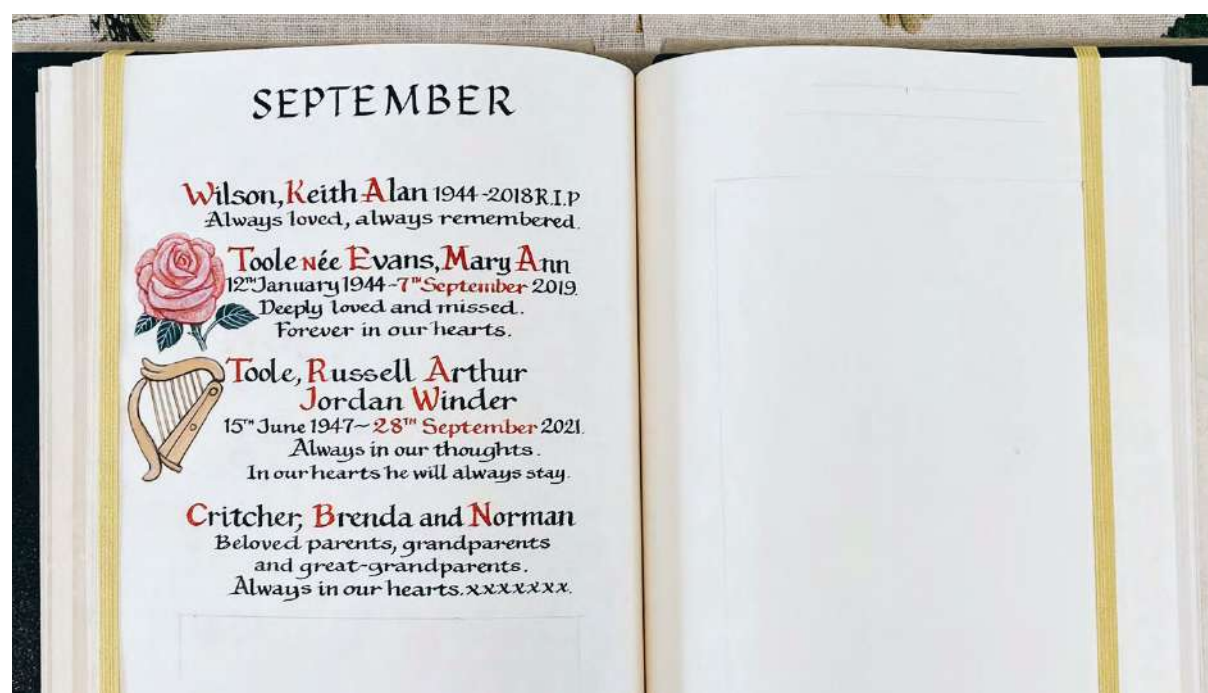 SEPTEMBER
Wilson, Keith Alan 1944-2018 R.I.P
Always loved, always remembered.
Toole née Evans, Mary Ann
12th January 1944-7th September 2019.
Deeply loved and missed.
Forever in our hearts.
Toole, Russell Arthur
Jordan Winder
15TH June 1947~28TH September 2021.
Always in our thoughts.
In our hearts he will always stay.
Critcher, Brenda and Norman
Beloved parents, grandparents
and great-grandparents.
Always in our hearts.xxxxxxx.